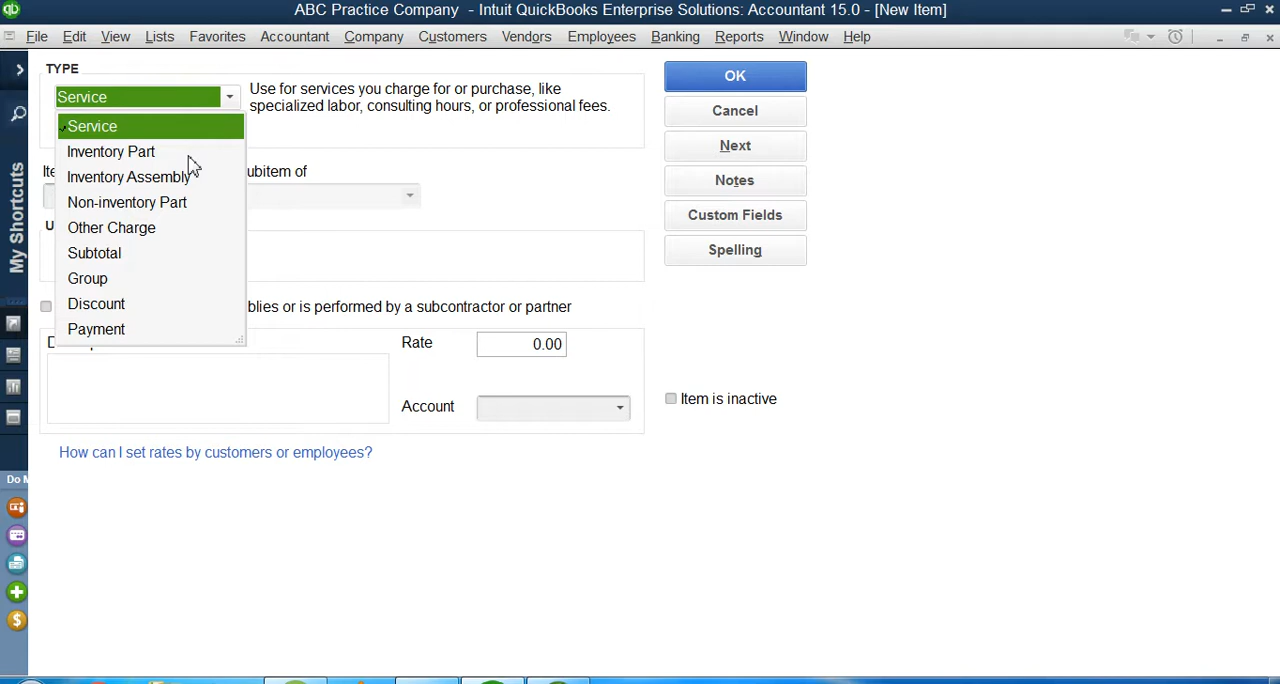 ABC Practice Company - Intuit QuickBooks Enterprise Solutions: Accountant 15.0 - [New Item]
File Edit View Lists Favorites Accountant Company Customers Vendors Employees Banking Reports Window Help
TYPE
Service
Use for services you charge for or purchase, like
specialized labor, consulting hours, or professional fees.
OK
Cancel
Next
Notes
Custom Fields
Spelling
Service
Inventory Part
Inventory Assembly
Non-inventory Part
Other Charge
Subtotal
Group
Discount
Payment
ubitem of
or is performed by a subcontractor or partner
Rate
0.00
Account
Item is inactive
How can I set rates by customers or employees?
My Shortcuts
qb